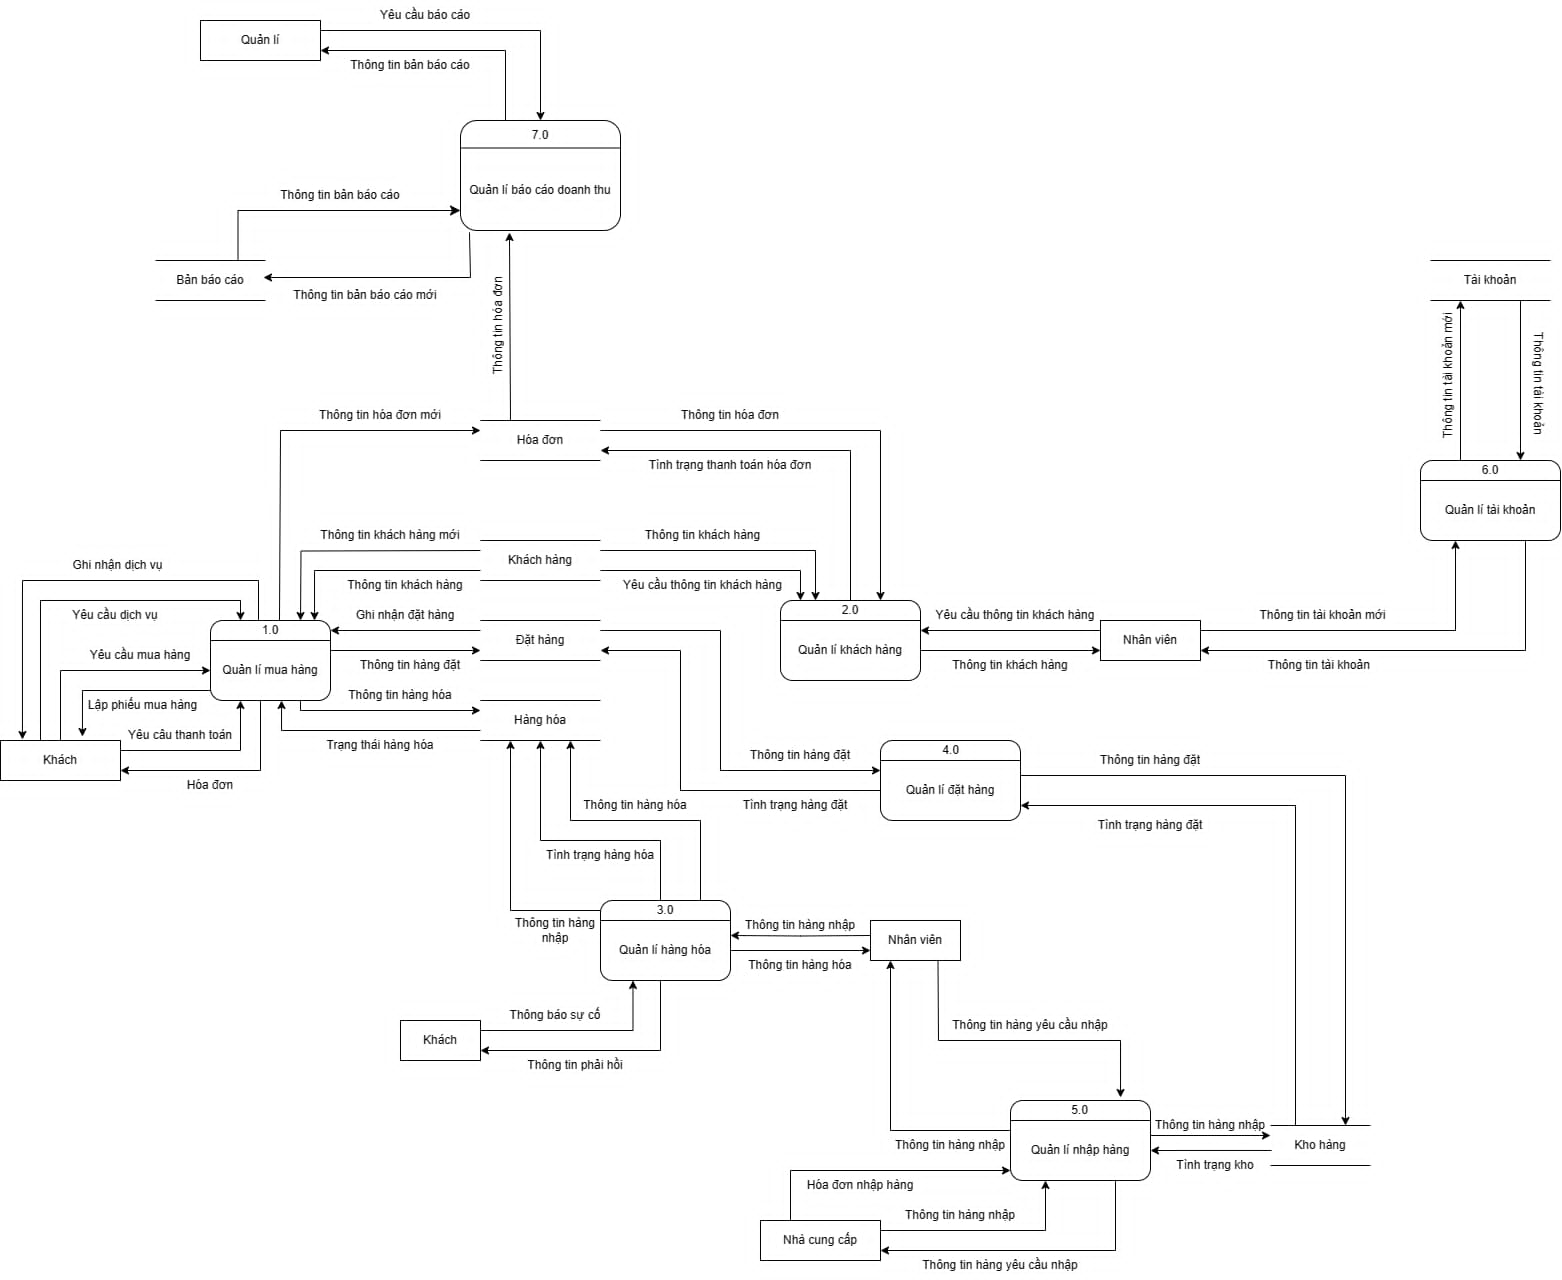 Yêu cầu báo cáo
Quản lí
Thông tin bản báo cáo
7.0
Quản lí báo cáo doanh thu
Thông tin bản báo cáo
Bản báo cáo
Thông tin bản báo cáo mới
Thông tin hóa đơn
Tài khoản
Thông tin tài khoản mới
Thông tin tài khoản
Thông tin hóa đơn mới
Hóa đơn
Thông tin hóa đơn
Tình trạng thanh toán hóa đơn
6.0
Quản lí tài khoản
Thông tin khách hàng mới
Khách hàng
Thông tin khách hàng
Thông tin khách hàng
Yêu cầu thông tin khách hàng
Ghi nhận dịch vụ
Yêu cầu dịch vụ
Ghi nhận đặt hàng
1.0
Quản lí mua hàng
Đặt hàng
2.0
Quản lí khách hàng
Yêu cầu thông tin khách hàng
Nhân viên
Thông tin tài khoản mới
Yêu cầu mua hàng
Thông tin hàng đặt
Thông tin khách hàng
Thông tin tài khoản
Lập phiếu mua hàng
Thông tin hàng hóa
Hàng hóa
Yêu câu thanh toán
Trạng thái hàng hóa
Khách
Hóa đơn
Thông tin hàng đặt
4.0
Quản lí đặt hàng
Thông tin hàng đặt
Thông tin hàng hóa
Tình trạng hàng đặt
Tình trạng hàng đặt
Tình trạng hàng hóa
3.0
Quản lí hàng hóa
Thông tin hàng
nhập
Thông tin hàng nhập
Nhân viên
Thông tin hàng hóa
Thông báo sự cố
Khách
Thông tin phải hồi
Thông tin hàng yêu cầu nhập
5.0
Quản lí nhập hàng
Thông tin hàng nhập
Thông tin hàng nhập
Kho hàng
Tình trạng kho
Hóa đơn nhập hàng
Thông tin hàng nhập
Nhà cung cấp
Thông tin hàng yêu cầu nhập